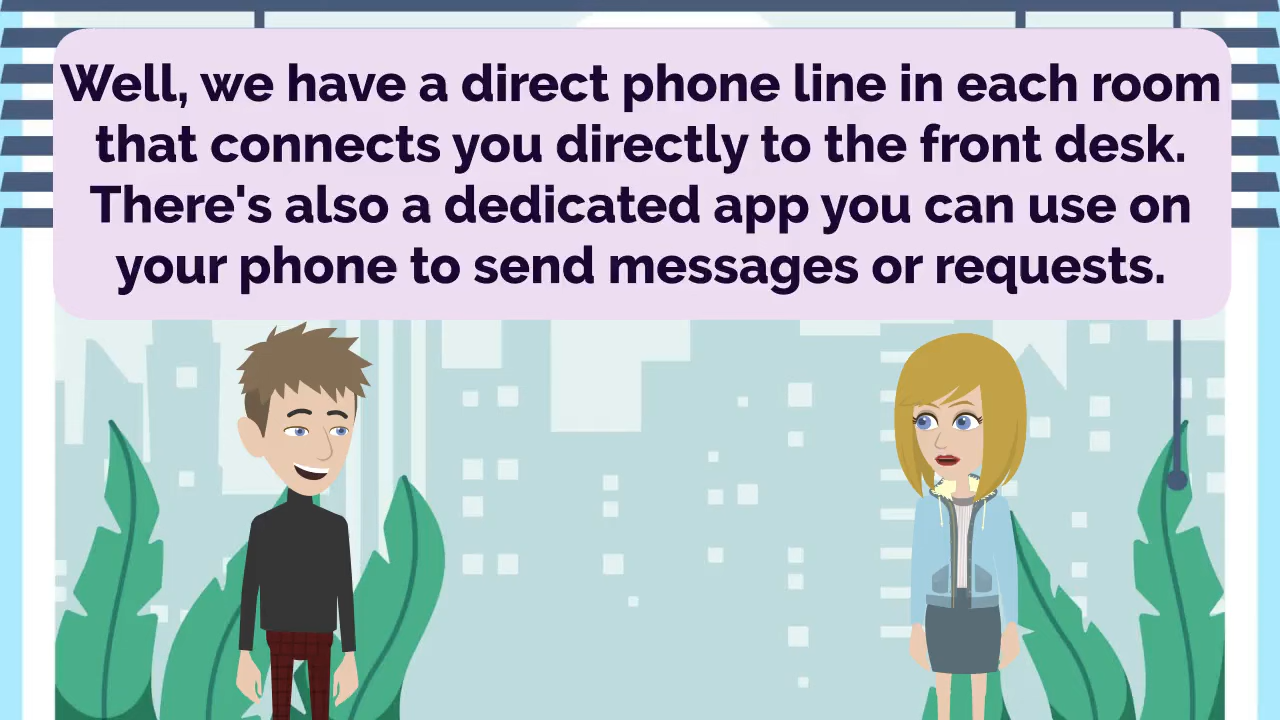 Well, we have a direct phone line in each room
that connects you directly to the front desk.
There's also a dedicated app you can use on
your phone to send messages or requests.